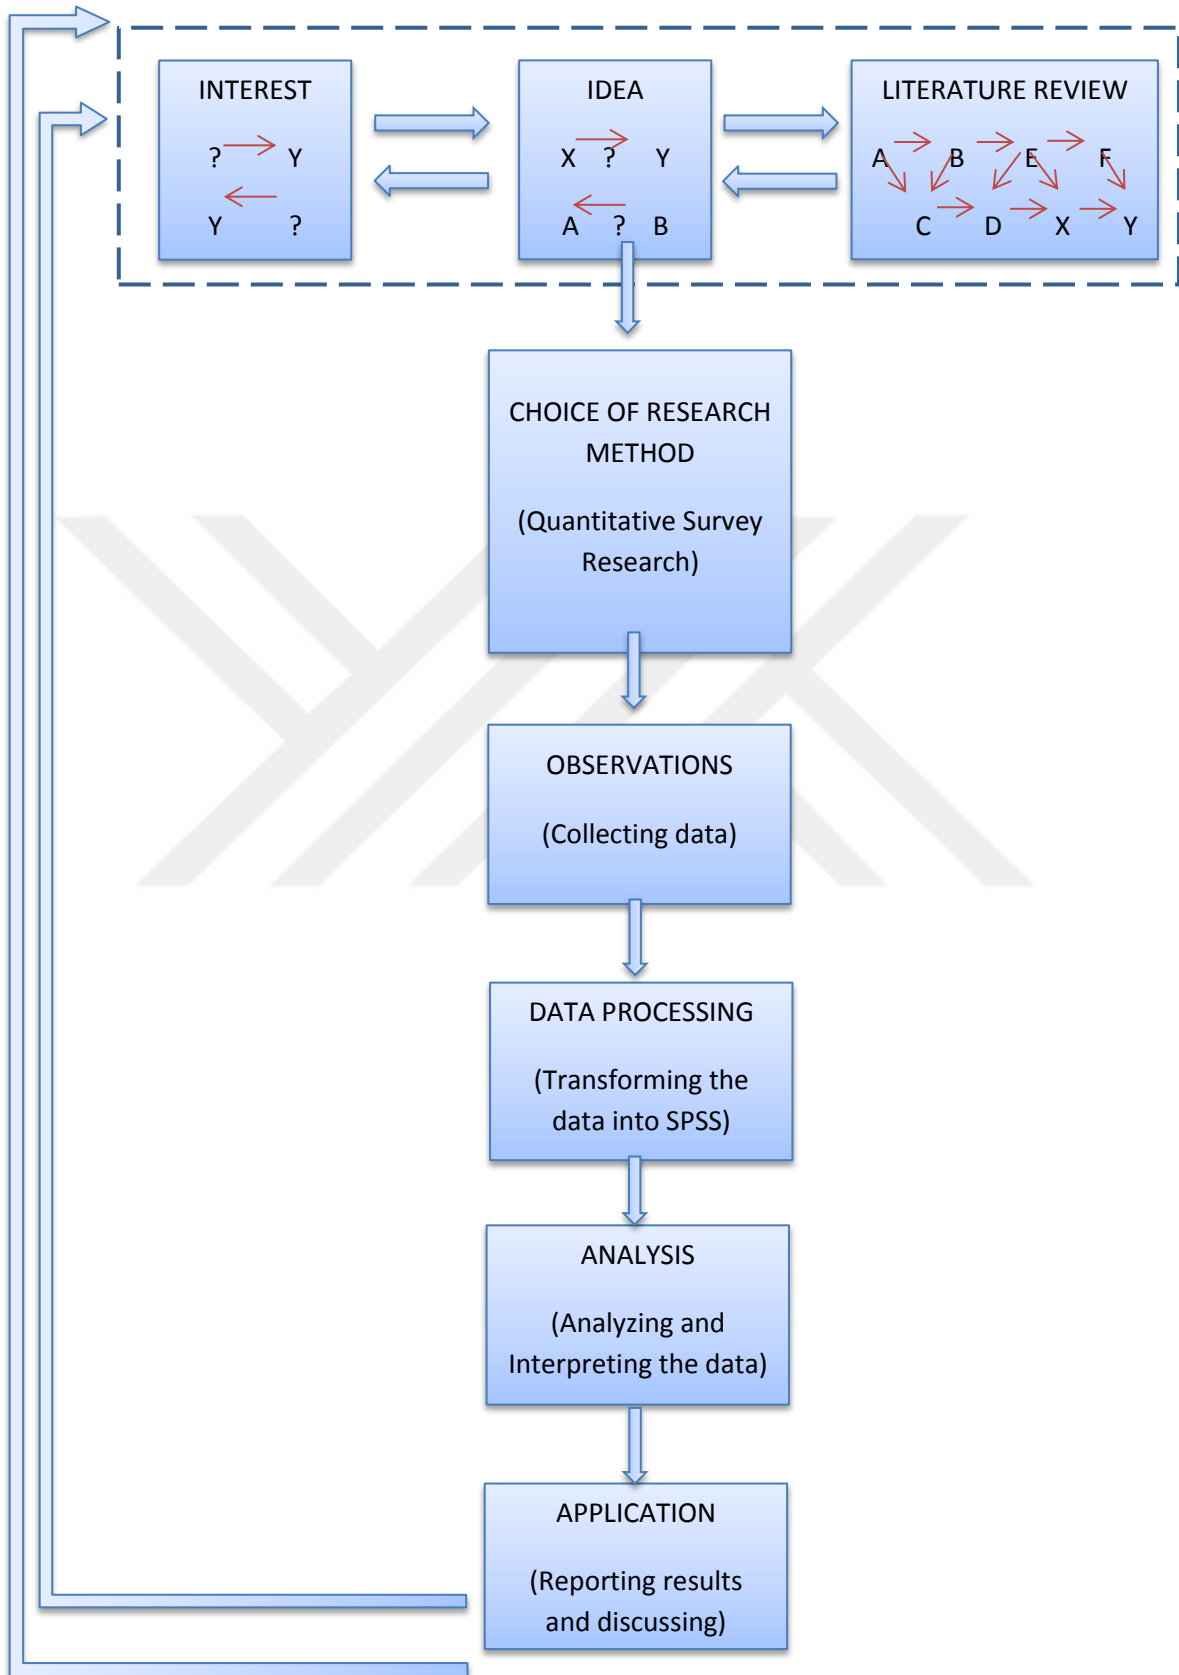 INTEREST
? Y
Y ?
IDEA
X ? Y
A ? B
LITERATURE REVIEW
A B E F
C D X Y
CHOICE OF RESEARCH
METHOD
(Quantitative Survey
Research)
OBSERVATIONS
(Collecting data)
DATA PROCESSING
(Transforming the
data into SPSS)
ANALYSIS
(Analyzing and
Interpreting the data)
APPLICATION
(Reporting results
and discussing)